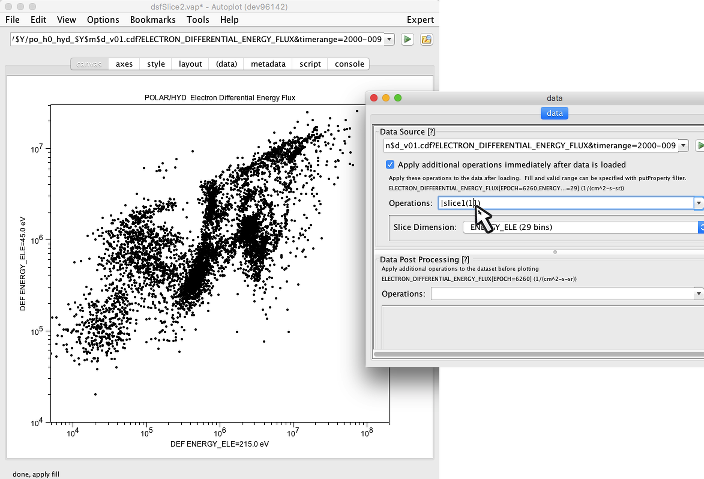 dsfSlice2.vap* - Autoplot (dev96142)
File Edit View Options Bookmarks Tools Autoplot Expert
'$Y/po_h0_hyd_$Y$m$d_v01.cdf?ELECTRON_DIFFERENTIAL_ENERGY_FLUX&timerange=2000-009
canvas axes style layout (data) metadata script console
POLAR/HYD Electron Differential Energy Flux
10^7
10^6
10^5
10^4
DEF ENERGY_ELE=45.0 eV
10^4 10^5 10^6 10^7 10^8
DEF ENERGY_ELE=215.0 eV
done, apply fill
data
data
Data Source [?]
n$d_v01.cdf?ELECTRON_DIFFERENTIAL_ENERGY_FLUX&timerange=2000-009
Apply additional operations immediately after data is loaded
Apply these operations to the data after loading. Fill and valid range can be specified with putProperty filter.
ELECTRON_DIFFERENTIAL_ENERGY_FLUX[EPOCH=6260,ENERGY_...=29] (1/(cm^2-s-sr))
Operations: |slice1(1)
Slice Dimension: ENERGY_ELE (29 bins)
Data Post Processing [?]
Apply additional operations to the dataset before plotting
ELECTRON_DIFFERENTIAL_ENERGY_FLUX[EPOCH=6260] (1/(cm^2-s-sr))
Operations: